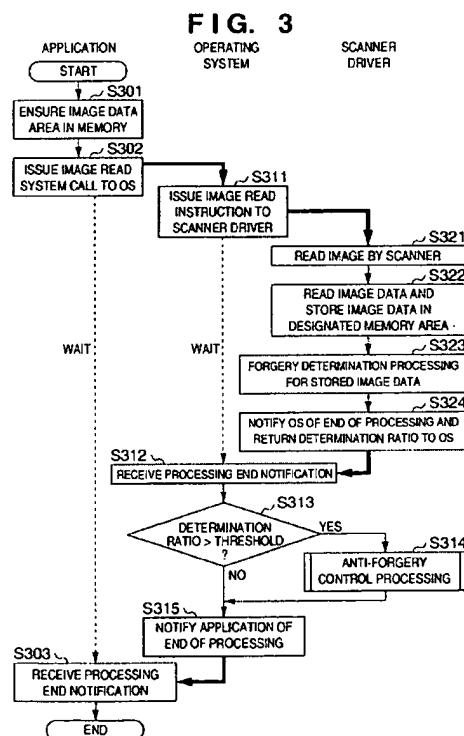 FIG. 3
APPLICATION
OPERATING
SYSTEM
SCANNER
DRIVER
START
S301
ENSURE IMAGE DATA
AREA IN MEMORY
S302
ISSUE IMAGE READ
SYSTEM CALL TO OS
S311
ISSUE IMAGE READ
INSTRUCTION TO
SCANNER DRIVER
S321
READ IMAGE BY SCANNER
S322
READ IMAGE DATA AND
STORE IMAGE DATA IN
DESIGNATED MEMORY AREA
WAIT
WAIT
S323
FORGERY DETERMINATION PROCESSING
FOR STORED IMAGE DATA
S324
NOTIFY OS OF END OF PROCESSING AND
RETURN DETERMINATION RATIO TO OS
S312
RECEIVE PROCESSING END NOTIFICATION
S313
DETERMINATION
RATIO > THRESHOLD
?
YES
NO
S314
ANTI-FORGERY
CONTROL PROCESSING
S315
NOTIFY APPLICATION OF
END OF PROCESSING
S303
RECEIVE PROCESSING
END NOTIFICATION
END